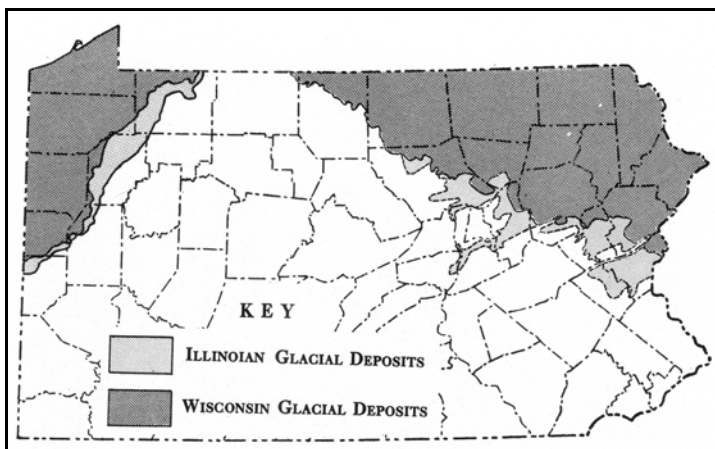 KEY
ILLINOIAN GLACIAL DEPOSITS
WISCONSIN GLACIAL DEPOSITS